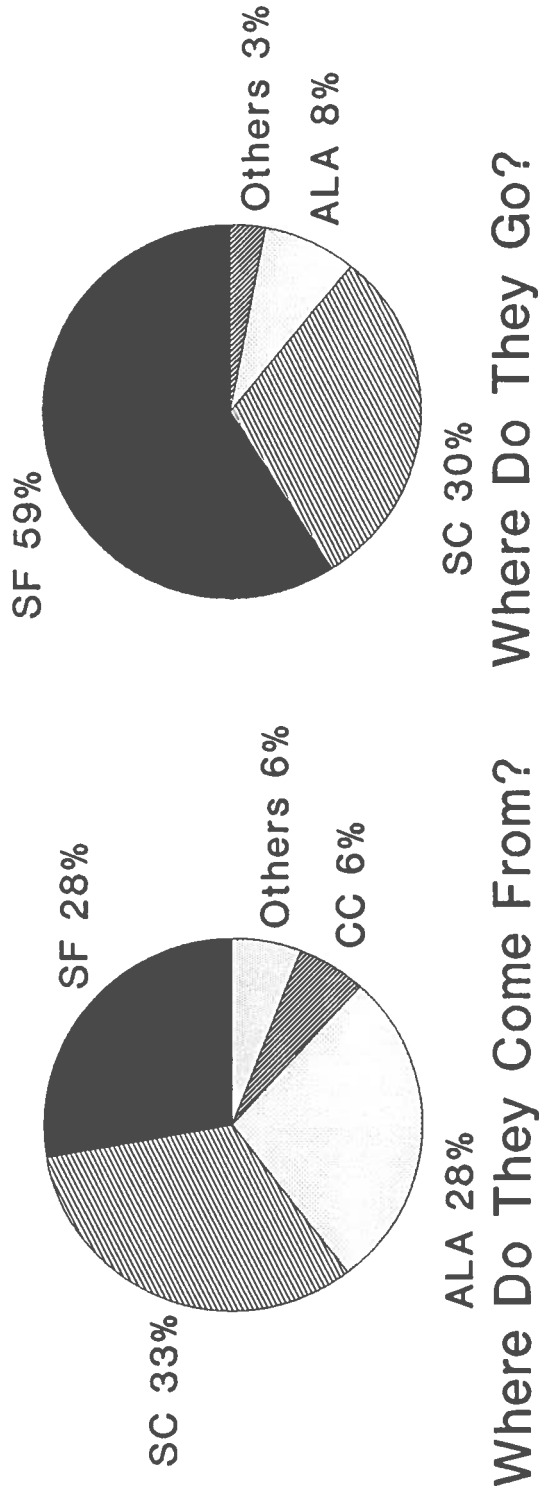 SF 28%
Others 6%
CC 6%
SC 33%
ALA 28%
Where Do They Come From?
SF 59%
Others 3%
ALA 8%
SC 30%
Where Do They Go?